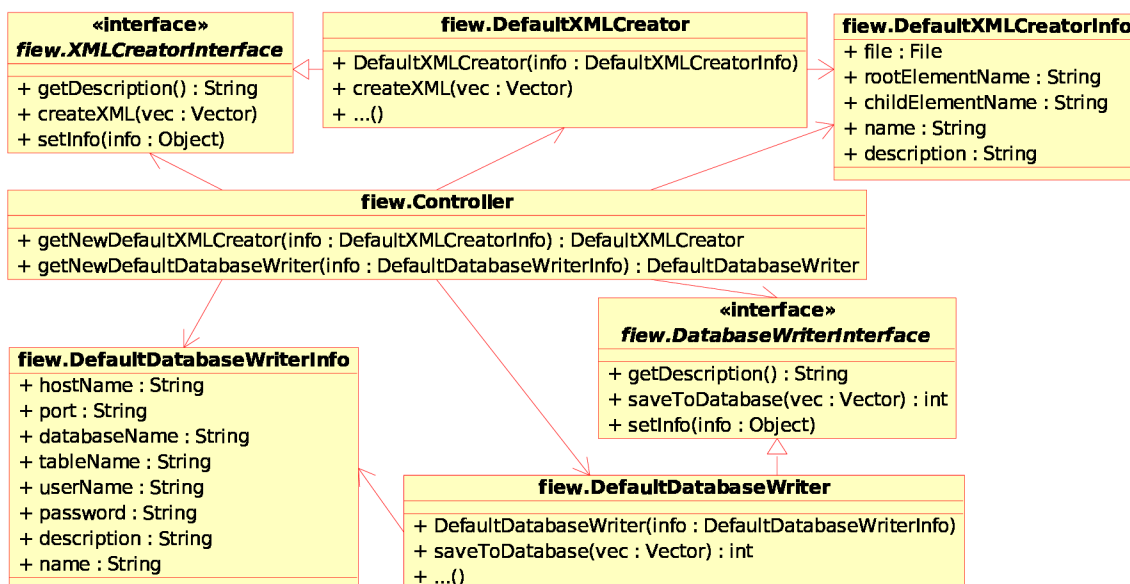 «interface»
fiew.XMLCreatorInterface
+ getDescription() : String
+ createXML(vec : Vector)
+ setInfo(info : Object)
fiew.DefaultXMLCreator
+ DefaultXMLCreator(info : DefaultXMLCreatorInfo)
+ createXML(vec : Vector)
+ ...()
fiew.DefaultXMLCreatorInfo
+ file : File
+ rootElementName : String
+ childElementName : String
+ name : String
+ description : String
fiew.Controller
+ getNewDefaultXMLCreator(info : DefaultXMLCreatorInfo) : DefaultXMLCreator
+ getNewDefaultDatabaseWriter(info : DefaultDatabaseWriterInfo) : DefaultDatabaseWriter
«interface»
fiew.DatabaseWriterInterface
+ getDescription() : String
+ saveToDatabase(vec : Vector) : int
+ setInfo(info : Object)
fiew.DefaultDatabaseWriterInfo
+ hostName : String
+ port : String
+ databaseName : String
+ tableName : String
+ userName : String
+ password : String
+ description : String
+ name : String
fiew.DefaultDatabaseWriter
+ DefaultDatabaseWriter(info : DefaultDatabaseWriterInfo)
+ saveToDatabase(vec : Vector) : int
+ ...()